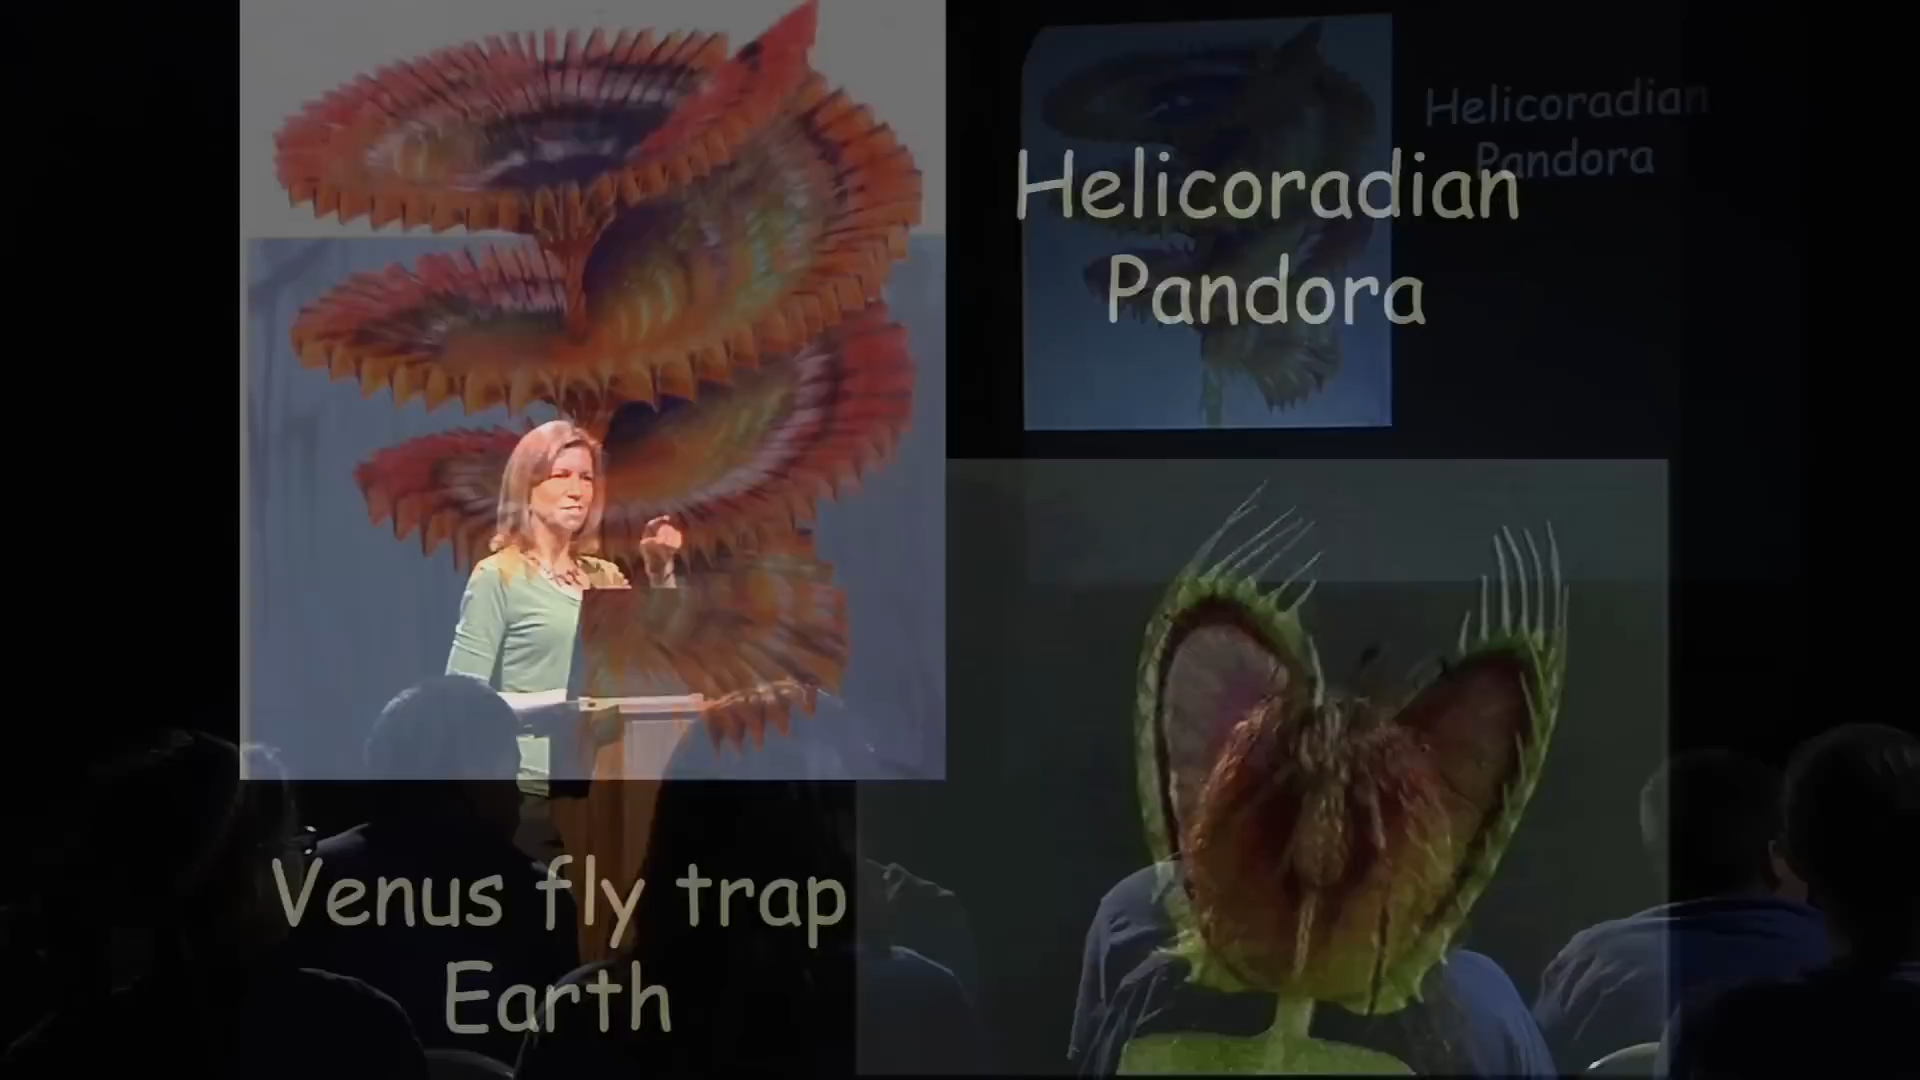 Helicoradian
Pandora
Helicoradian
Pandora
Venus fly trap
Earth